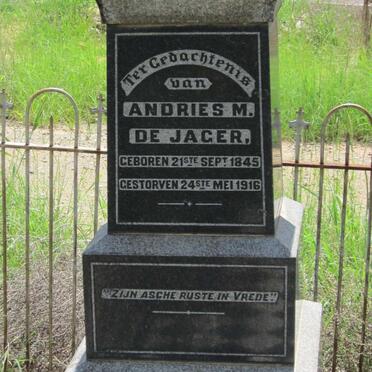 Ter Gedachtenis
van
ANDRIES M.
DE JAGER,
GEBOREN 21STE SEPT 1845
GESTORVEN 24STE MEI 1916
"ZIJN ASCHE RUSTE IN VREDE"